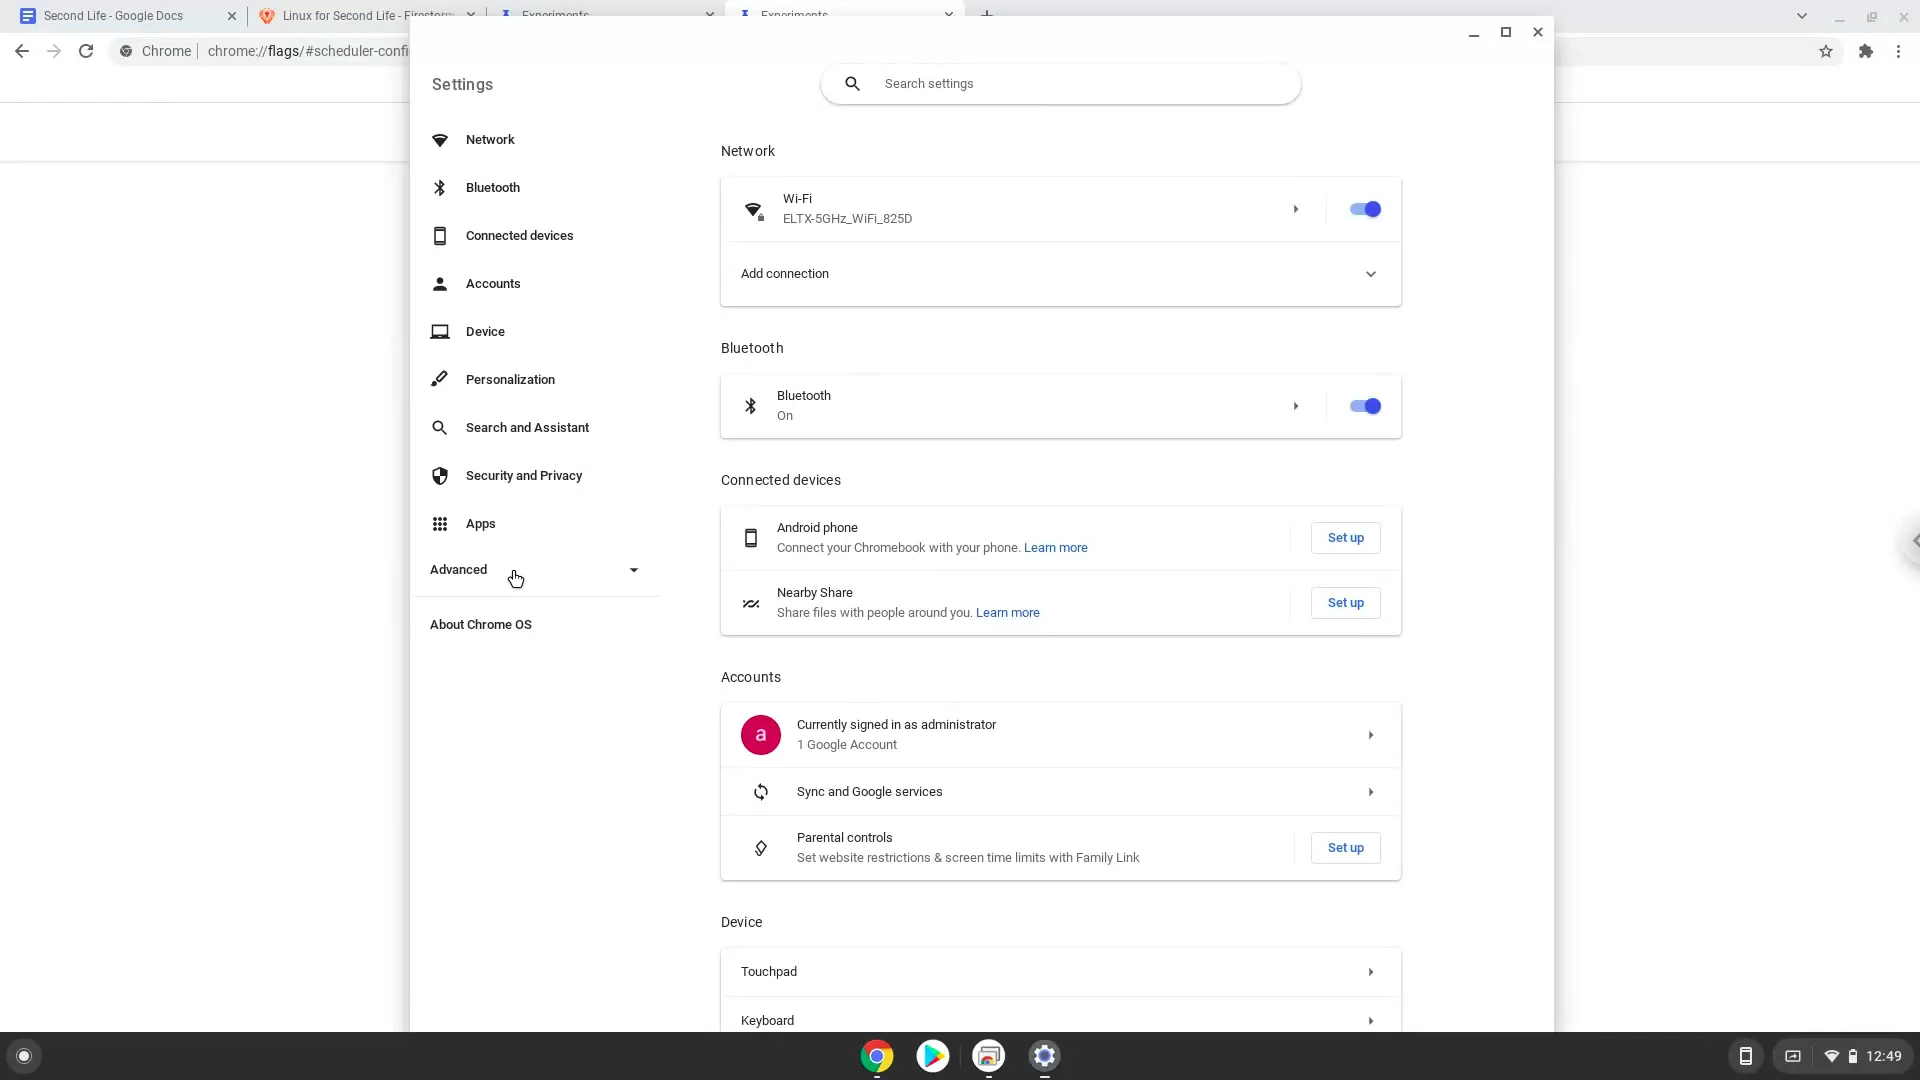 Second Life - Google Docs
Linux for Second Life - Firestorm
Experiments
Experiments
Chrome
chrome://flags/#scheduler-confi
Settings
Search settings
Network
Bluetooth
Connected devices
Accounts
Device
Personalization
Search and Assistant
Security and Privacy
Apps
Advanced
About Chrome OS
Network
Wi-Fi
ELTX-5GHz_WiFi_825D
Add connection
Bluetooth
Bluetooth
On
Connected devices
Android phone
Connect your Chromebook with your phone. Learn more
Set up
Nearby Share
Share files with people around you. Learn more
Set up
Accounts
a
Currently signed in as administrator
1 Google Account
Sync and Google services
Parental controls
Set website restrictions & screen time limits with Family Link
Set up
Device
Touchpad
Keyboard
12:49